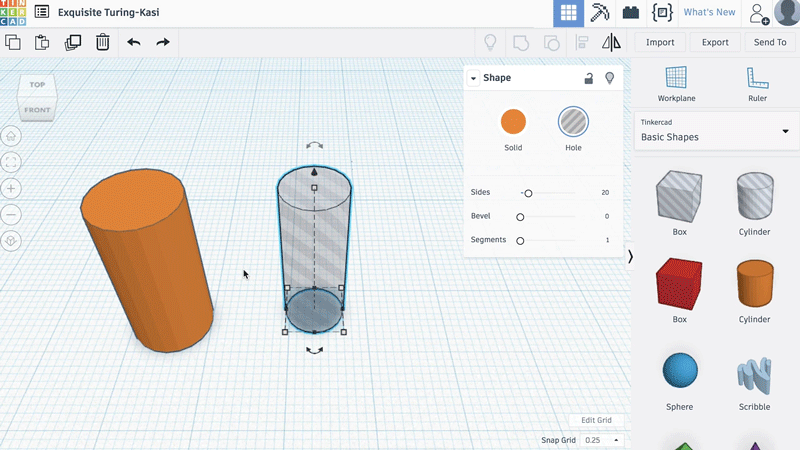 TIN
KER
CAD
Exquisite Turing-Kasi
What's New
Import
Export
Send To
TOP
FRONT
Shape
Solid
Hole
Sides
20
Bevel
0
Segments
1
Workplane
Ruler
Tinkercad
Basic Shapes
Box
Cylinder
Box
Cylinder
Sphere
Scribble
Edit Grid
Snap Grid
0.25